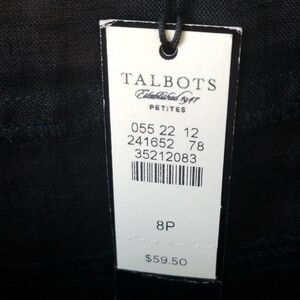 TALBOTS
Established 1947
PETITES
055 22 12
241652 78
35212083
8P
$59.50